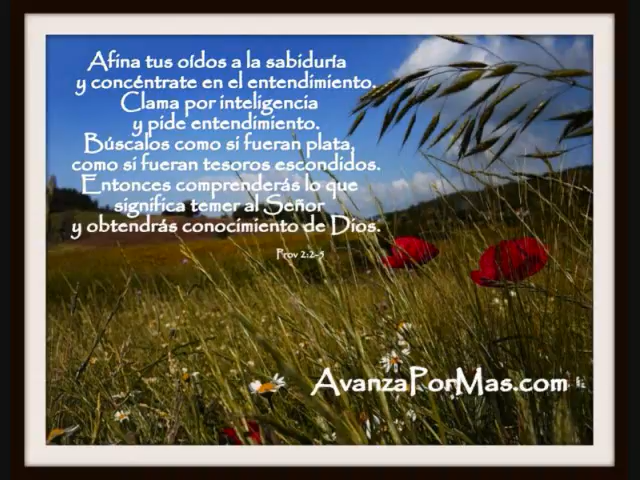 Afina tus oídos a la sabiduría
y concéntrate en el entendimiento.
Clama por inteligencia
y pide entendimiento.
Búscalos como si fueran plata,
como si fueran tesoros escondidos.
Entonces comprenderás lo que
significa temer al Señor
y obtendrás conocimiento de Dios.
Prov 2:2-5
AvanzaPorMas.com